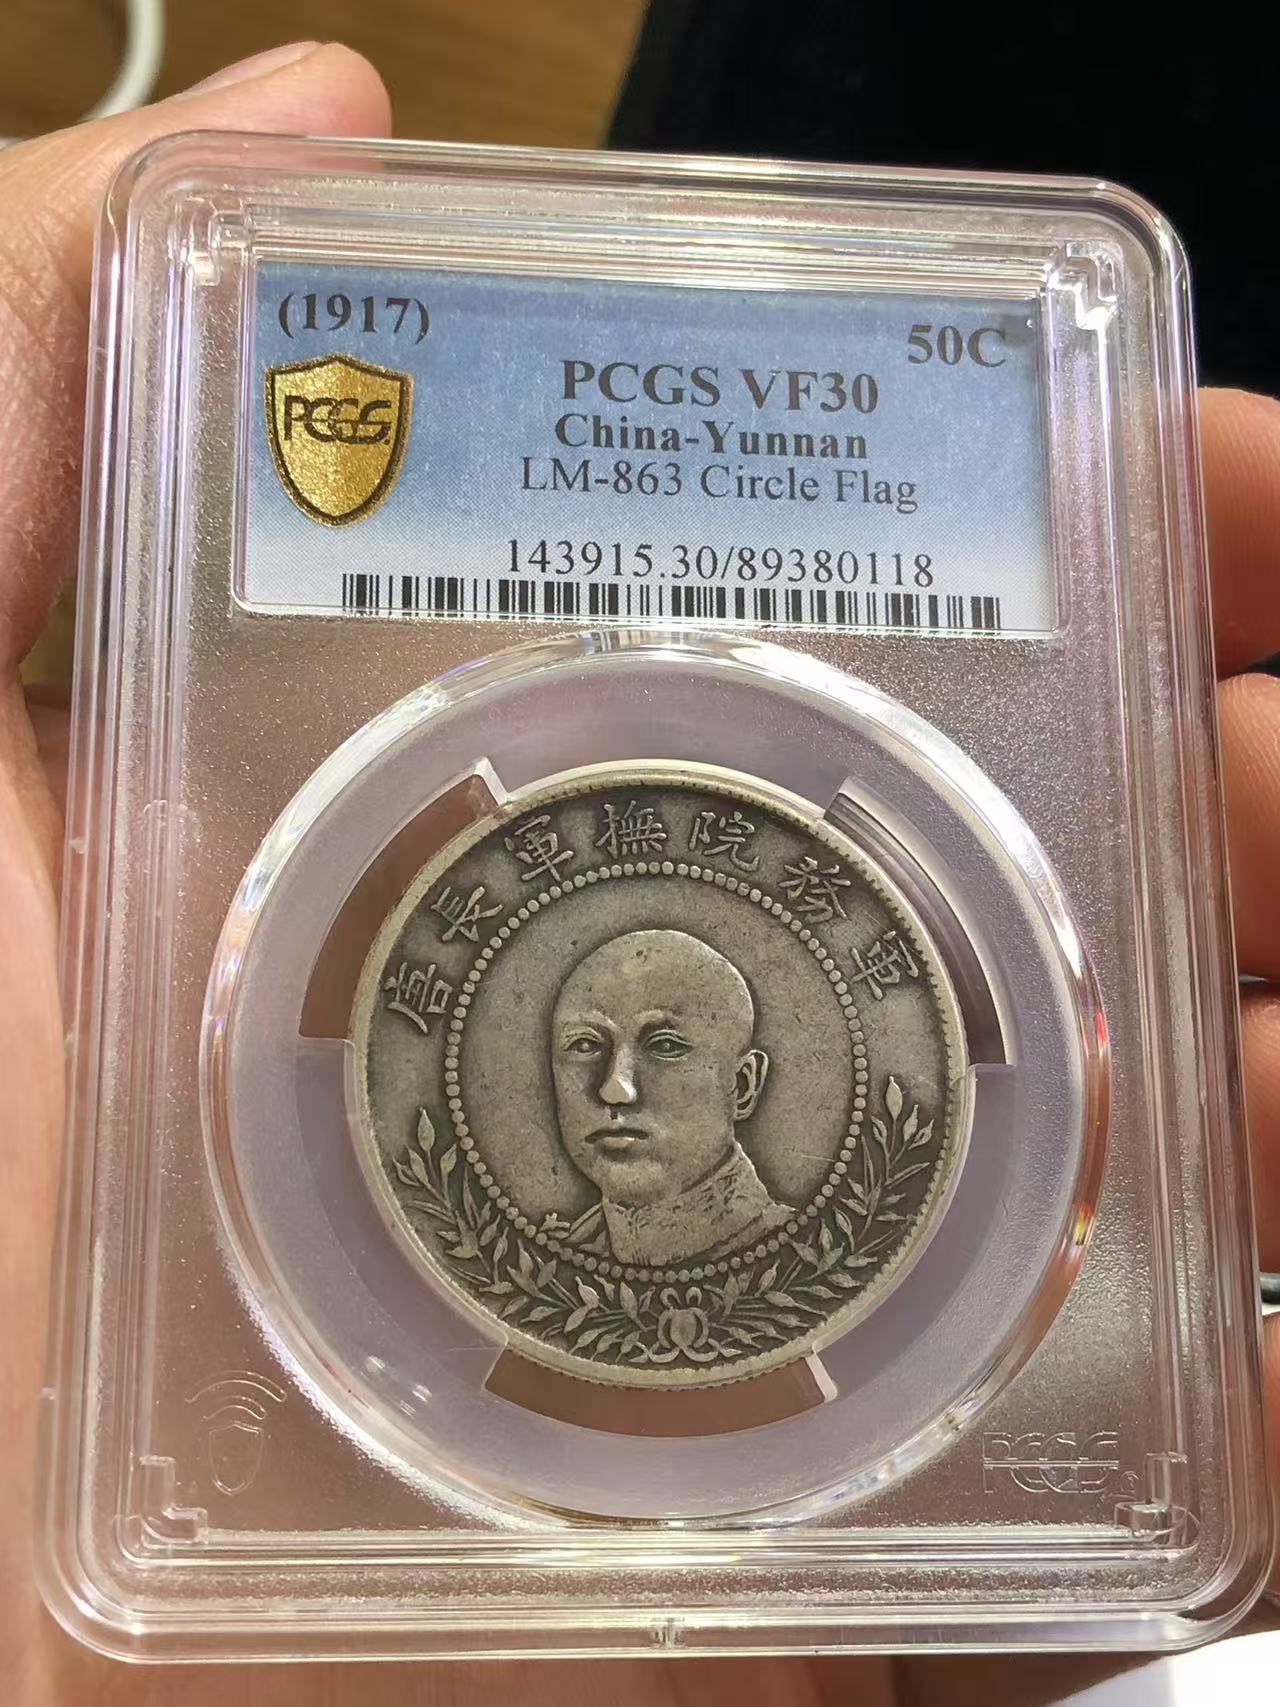 (1917)
50C
PCGS VF30
China-Yunnan
LM-863 Circle Flag
PCGS
143915.30/89380118
軍務院撫軍長唐
PCGS